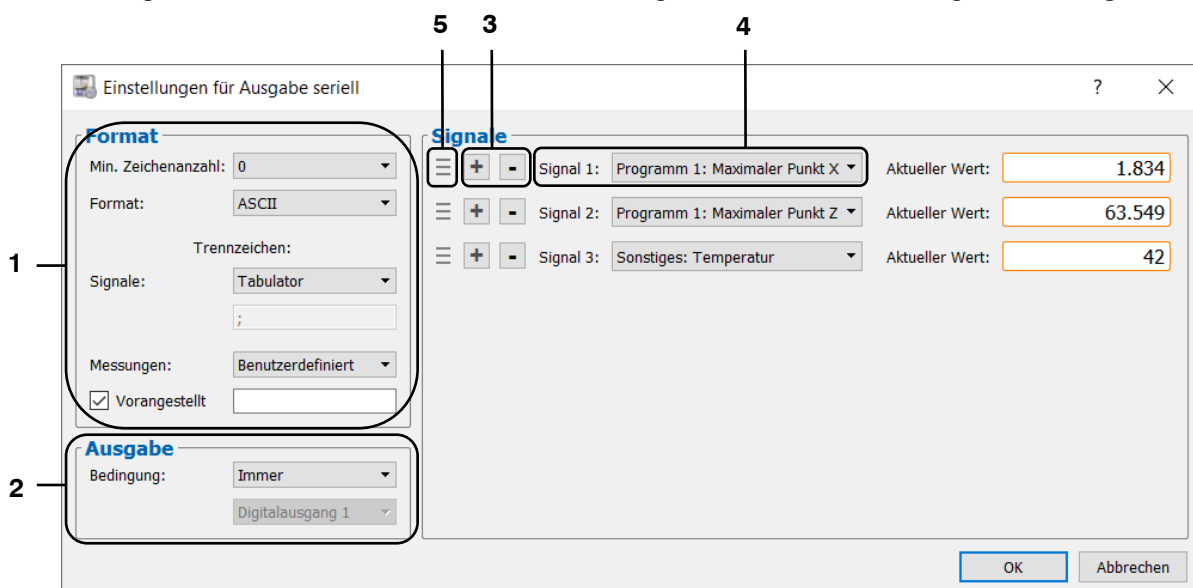 5 3 4
Einstellungen für Ausgabe seriell ?
Format
Min. Zeichenanzahl: 0
Format: ASCII
Trennzeichen:
Signale: Tabulator
;
Messungen: Benutzerdefiniert
Vorangestellt
1
Ausgabe
Bedingung: Immer
Digitalausgang 1
2
Signale
+ - Signal 1: Programm 1: Maximaler Punkt X Aktueller Wert: 1.834
+ - Signal 2: Programm 1: Maximaler Punkt Z Aktueller Wert: 63.549
+ - Signal 3: Sonstiges: Temperatur Aktueller Wert: 42
OK Abbrechen